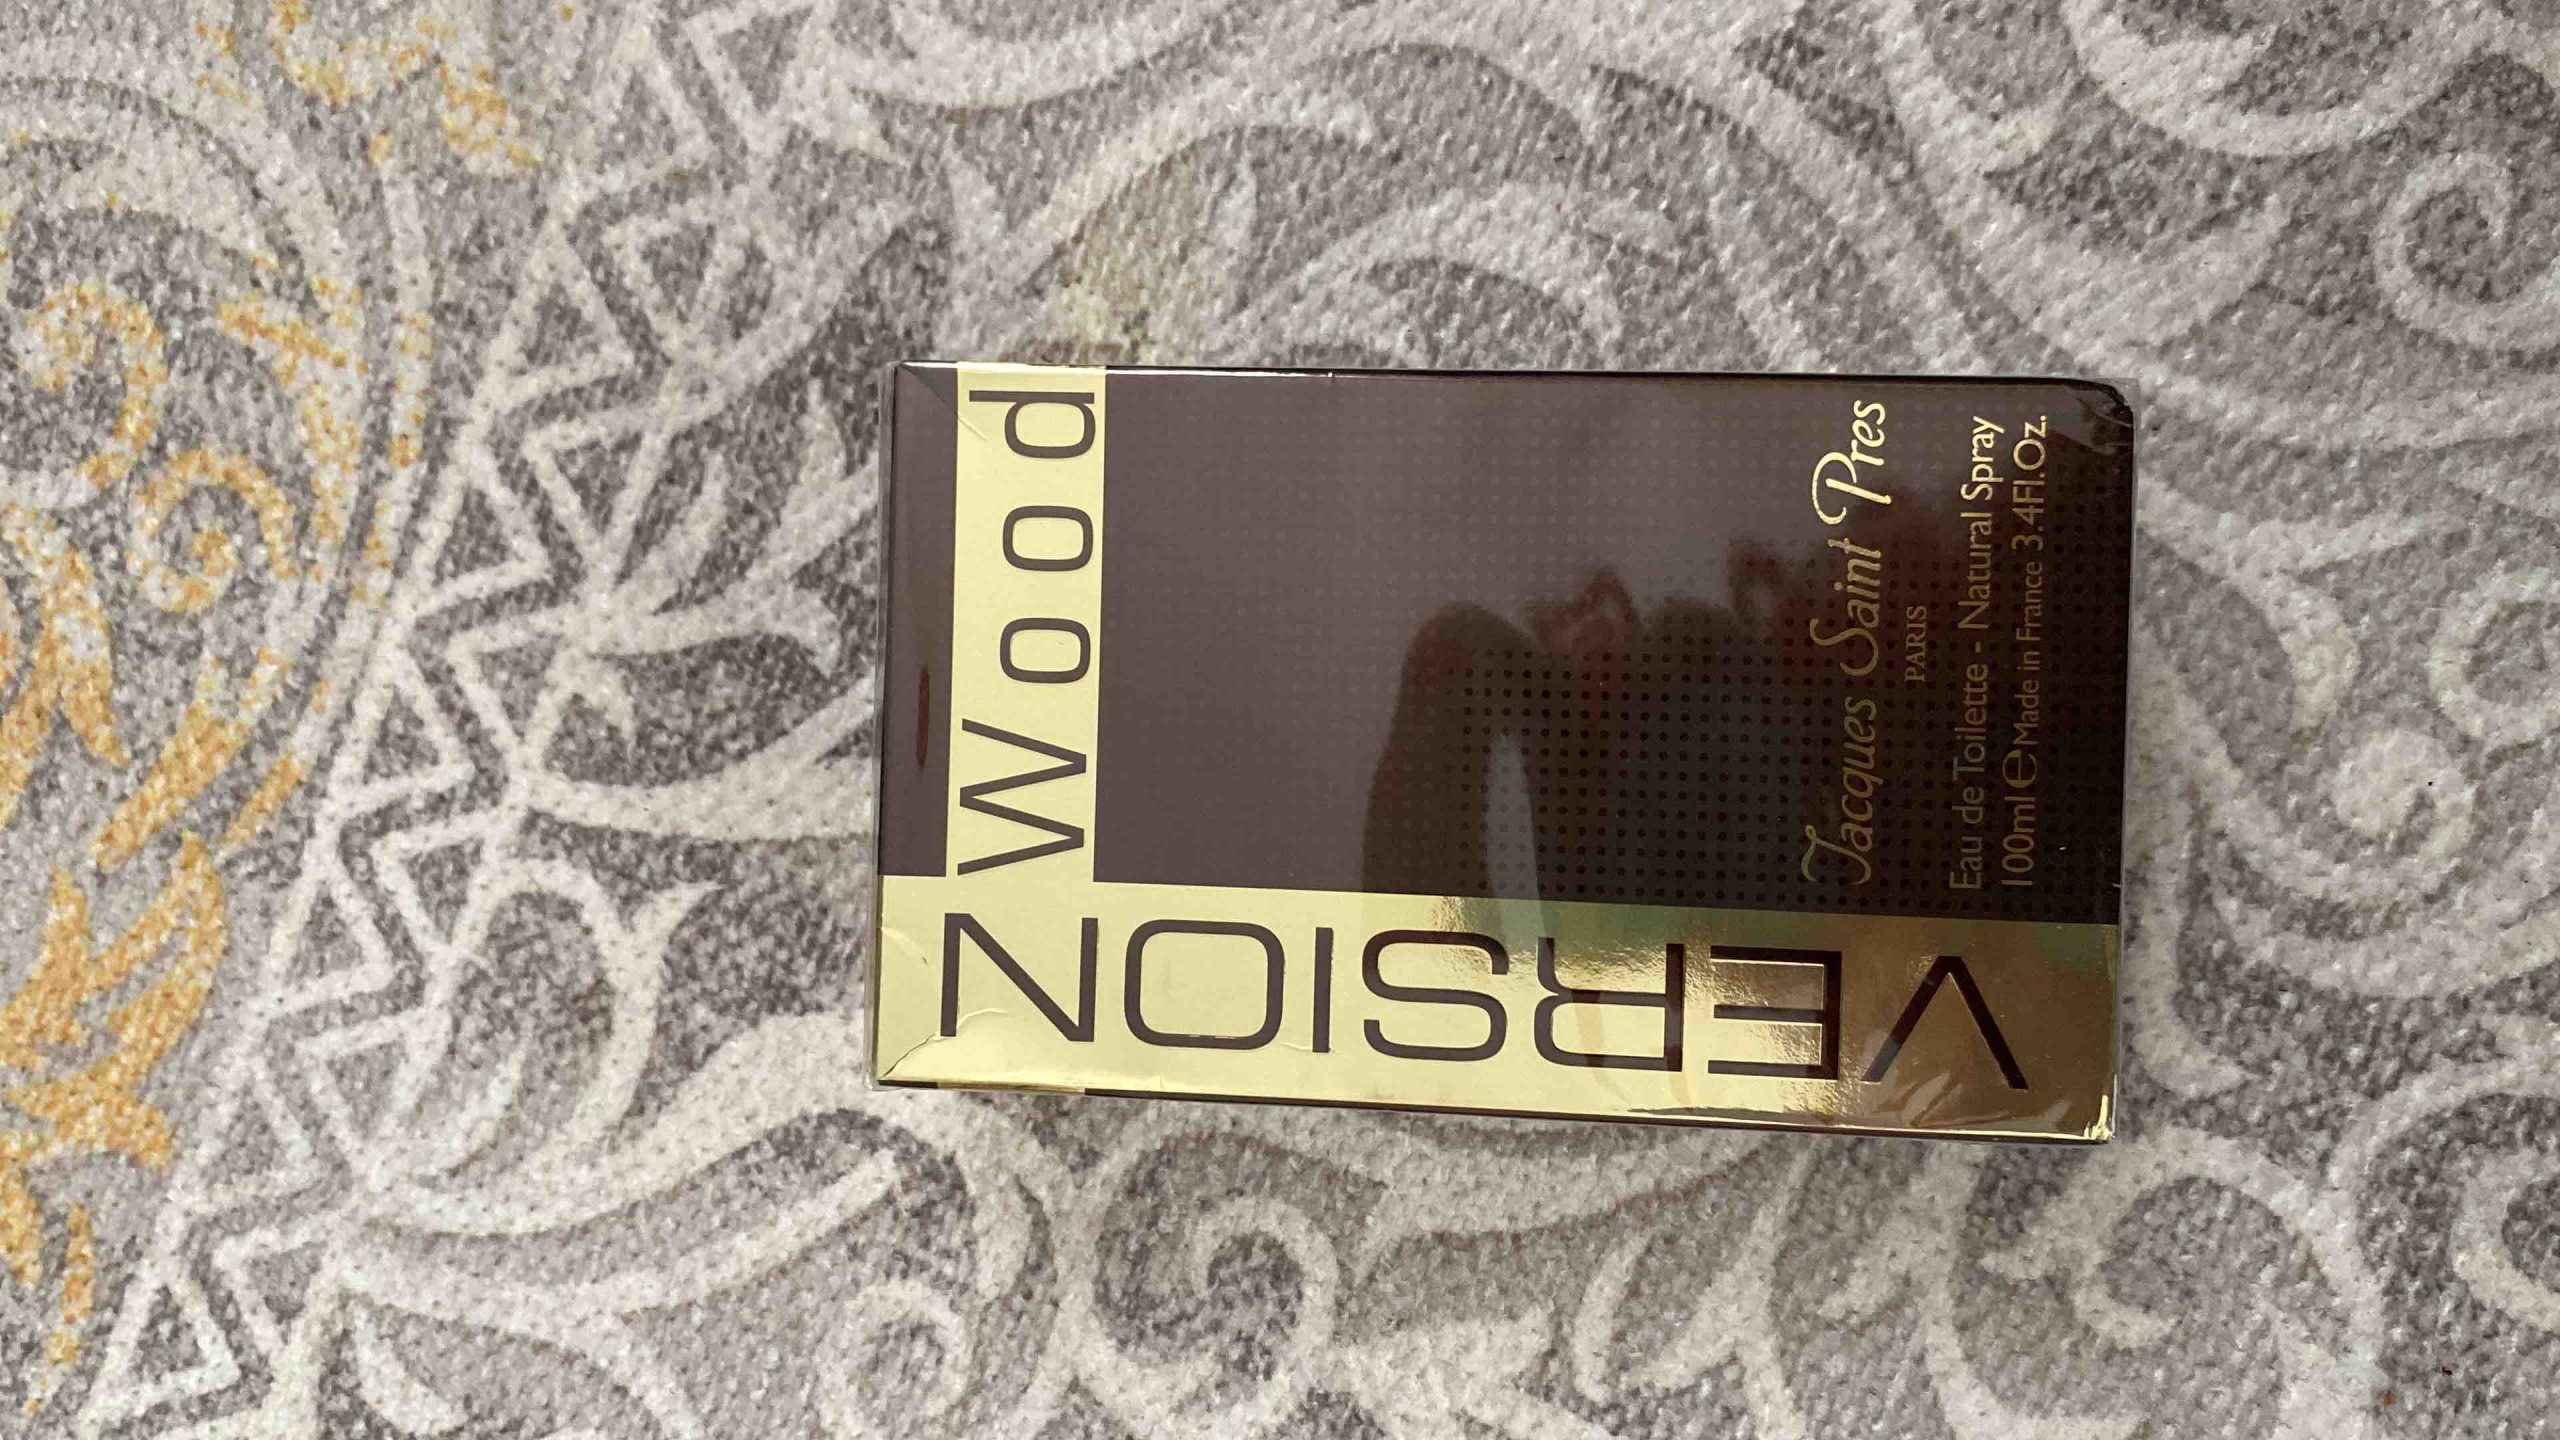 VERSION
Wood
Jacques Saint Pres
PARIS
Eau de Toilette - Natural Spray
100ml ℮ Made in France 3.4Fl.Oz.